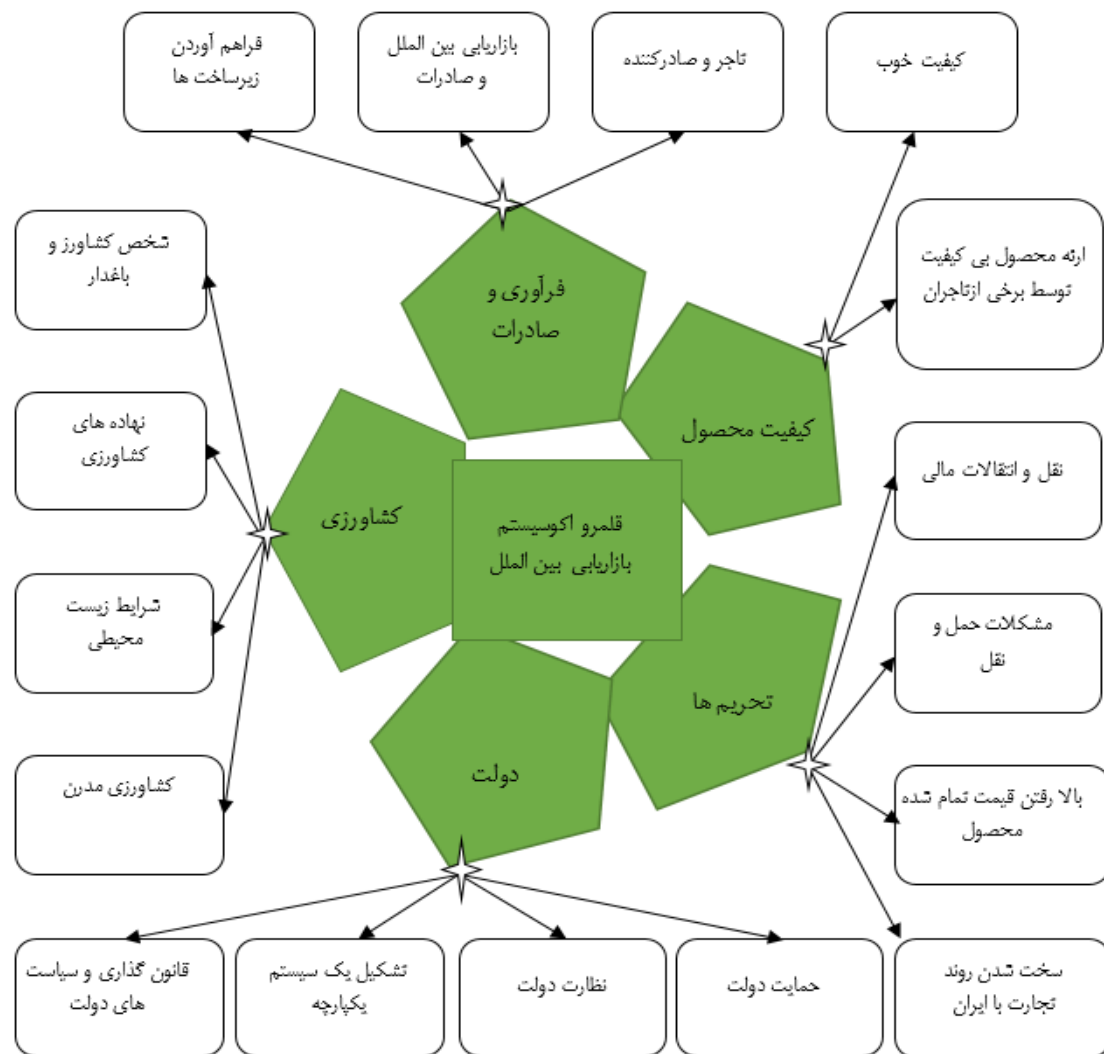 فراهم آوردن
زیرساخت ها
بازاریابی بین الملل
و صادرات
تاجر و صادرکننده
کیفیت خوب
شخص کشاورز و
باغدار
فرآوری و
صادرات
ارئه محصول بی کیفیت
توسط برخی ازتاجران
نهاده های
کشاورزی
کیفیت محصول
نقل و انتقالات مالی
کشاورزی
قلمرو اکوسیستم
بازاریابی بین الملل
شرایط زیست
محیطی
مشکلات حمل و
نقل
تحریم ها
دولت
کشاورزی مدرن
بالا رفتن قیمت تمام شده
محصول
قانون گذاری و سیاست
های دولت
تشکیل یک سیستم
یکپارچه
نظارت دولت
حمایت دولت
سخت شدن روند
تجارت با ایران